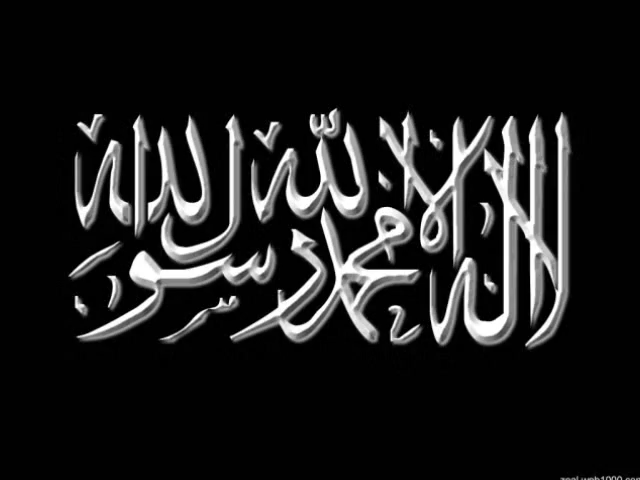 لا اله الا الله محمد رسول الله